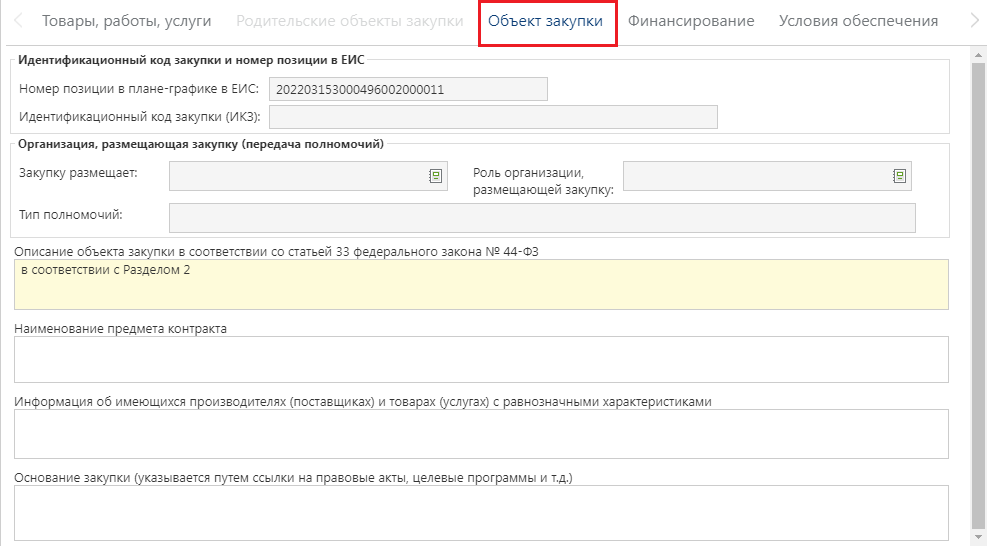 Товары, работы, услуги Родительские объекты закупки Объект закупки Финансирование Условия обеспечения
Идентификационный код закупки и номер позиции в ЕИС
Номер позиции в плане-графике в ЕИС: 202203153000496002000011
Идентификационный код закупки (ИКЗ):
Организация, размещающая закупку (передача полномочий)
Закупку размещает: Роль организации,
размещающей закупку:
Тип полномочий:
Описание объекта закупки в соответствии со статьей 33 федерального закона № 44-ФЗ
в соответствии с Разделом 2
Наименование предмета контракта
Информация об имеющихся производителях (поставщиках) и товарах (услугах) с равнозначными характеристиками
Основание закупки (указывается путем ссылки на правовые акты, целевые программы и т.д.)